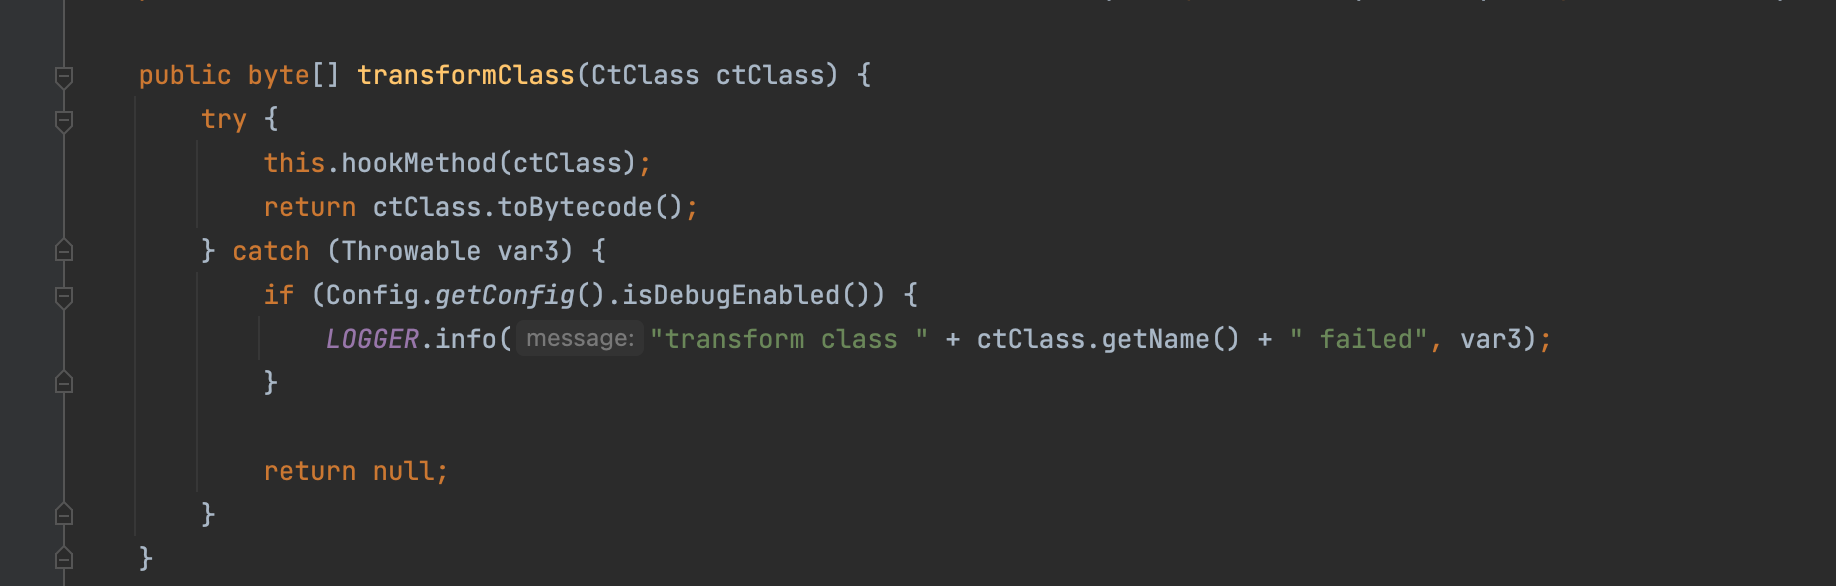 public byte[] transformClass(CtClass ctClass) {
try {
this.hookMethod(ctClass);
return ctClass.toBytecode();
} catch (Throwable var3) {
if (Config.getConfig().isDebugEnabled()) {
LOGGER.info( message: "transform class " + ctClass.getName() + " failed", var3);
}
return null;
}
}